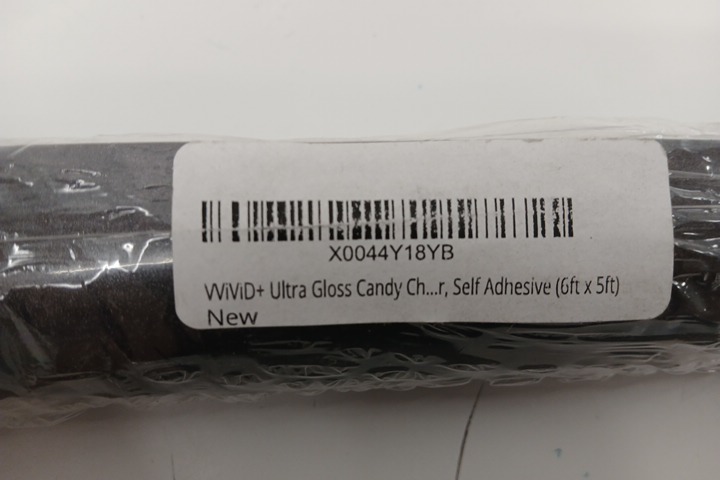 X0044Y18YB
VViViD+ Ultra Gloss Candy Ch...r, Self Adhesive (6ft x 5ft)
New